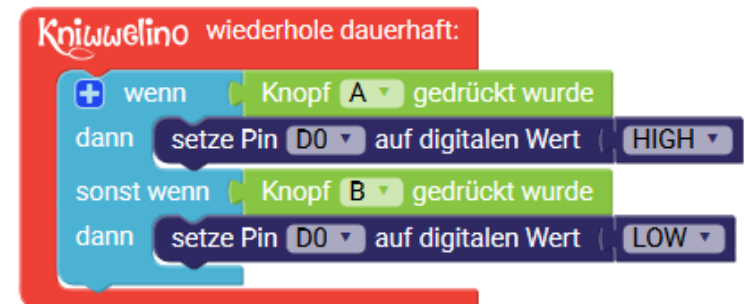 Kniwwelino wiederhole dauerhaft:
wenn Knopf A gedrückt wurde
dann setze Pin D0 auf digitalen Wert HIGH
sonst wenn Knopf B gedrückt wurde
dann setze Pin D0 auf digitalen Wert LOW